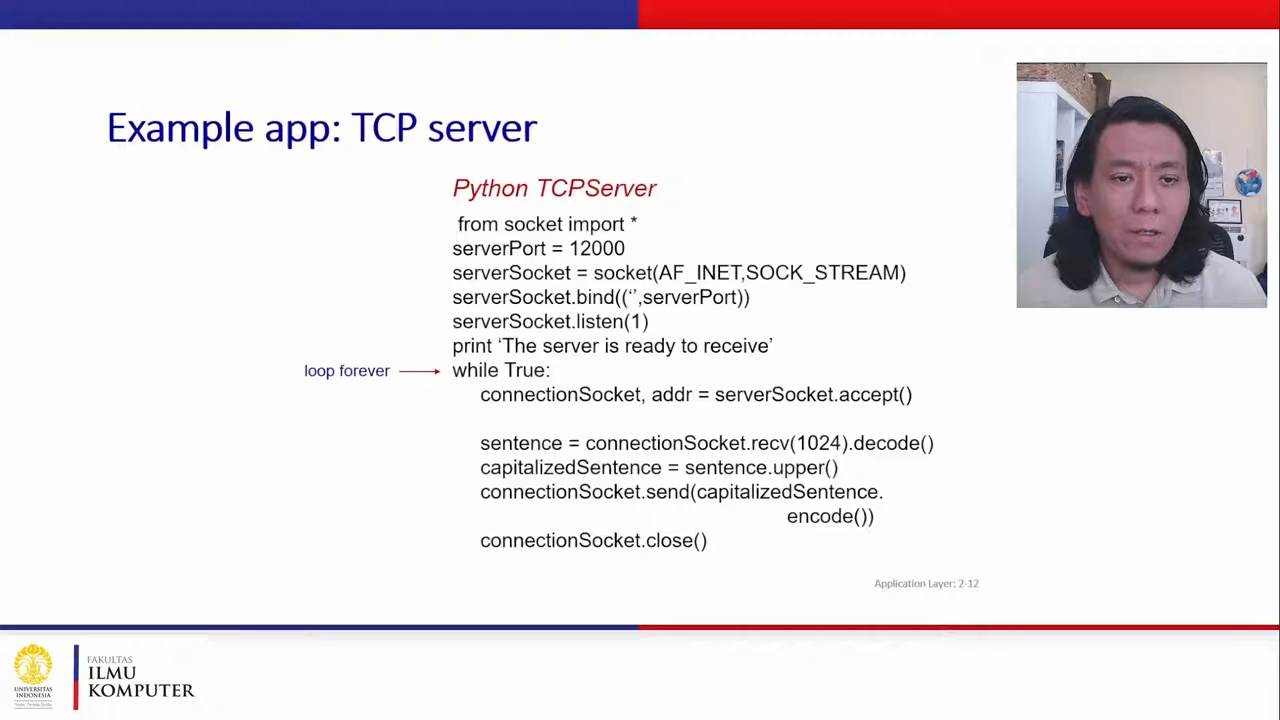 Example app: TCP server
Python TCPServer
from socket import *
serverPort = 12000
serverSocket = socket(AF_INET,SOCK_STREAM)
serverSocket.bind((‘’,serverPort))
serverSocket.listen(1)
print ‘The server is ready to receive’
loop forever
while True:
connectionSocket, addr = serverSocket.accept()
sentence = connectionSocket.recv(1024).decode()
capitalizedSentence = sentence.upper()
connectionSocket.send(capitalizedSentence.
encode())
connectionSocket.close()
Application Layer: 2-12
UNIVERSITAS
INDONESIA
FAKULTAS
ILMU
KOMPUTER